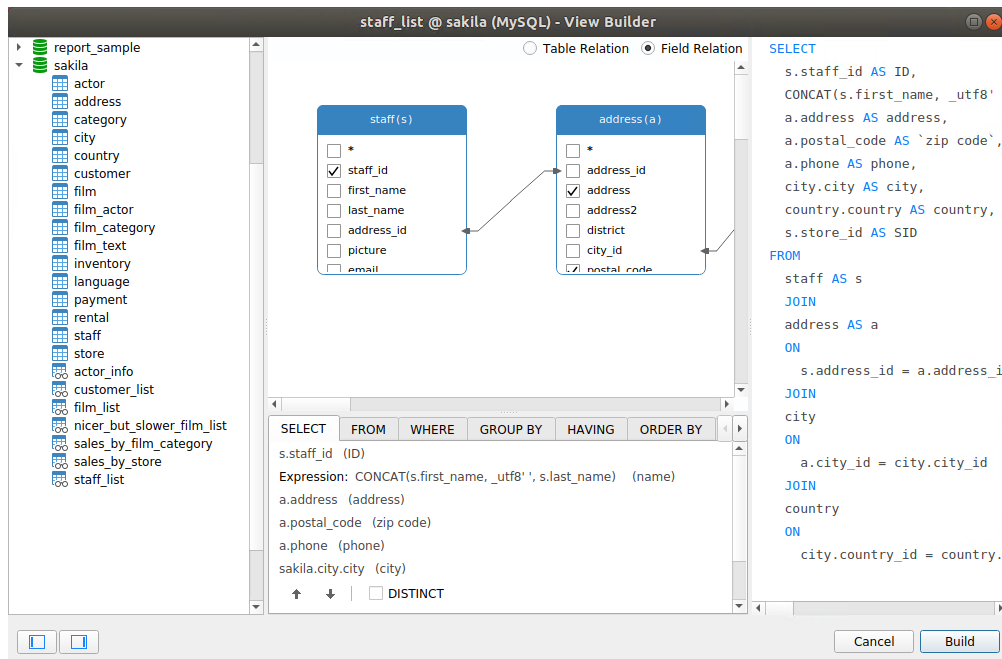 staff_list @ sakila (MySQL) - View Builder
report_sample
sakila
actor
address
category
city
country
customer
film
film_actor
film_category
film_text
inventory
language
payment
rental
staff
store
actor_info
customer_list
film_list
nicer_but_slower_film_list
sales_by_film_category
sales_by_store
staff_list
Table Relation Field Relation
staff(s)
*
staff_id
first_name
last_name
address_id
picture
email
address(a)
*
address_id
address
address2
district
city_id
postal_code
SELECT FROM WHERE GROUP BY HAVING ORDER BY
s.staff_id (ID)
Expression: CONCAT(s.first_name, _utf8' ', s.last_name) (name)
a.address (address)
a.postal_code (zip code)
a.phone (phone)
sakila.city.city (city)
DISTINCT
SELECT
s.staff_id AS ID,
CONCAT(s.first_name, _utf8'
a.address AS address,
a.postal_code AS `zip code`,
a.phone AS phone,
city.city AS city,
country.country AS country,
s.store_id AS SID
FROM
staff AS s
JOIN
address AS a
ON
s.address_id = a.address_i
JOIN
city
ON
a.city_id = city.city_id
JOIN
country
ON
city.country_id = country.
Cancel Build